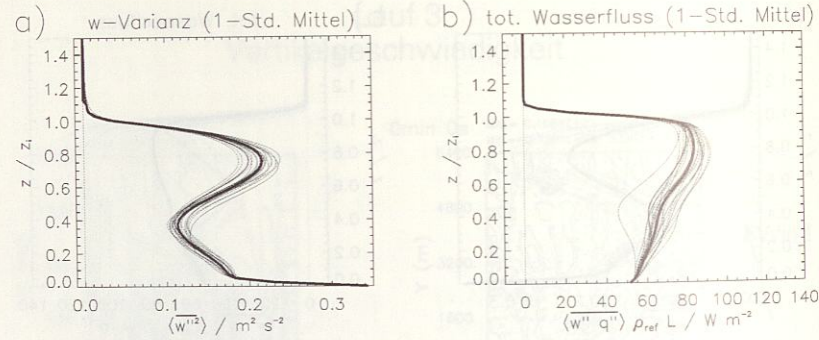 a) w-Varianz (1-Std. Mittel)
b) tot. Wasserfluss (1-Std. Mittel)
1.4
1.2
1.0
0.8
0.6
0.4
0.2
0.0
z / zᵢ
0.0 0.1 0.2 0.3
⟨w''²⟩ / m² s⁻²
1.4
1.2
1.0
0.8
0.6
0.4
0.2
0.0
z / zᵢ
0 20 40 60 80 100 120 140
⟨w'' q''⟩ ρref L / W m⁻²